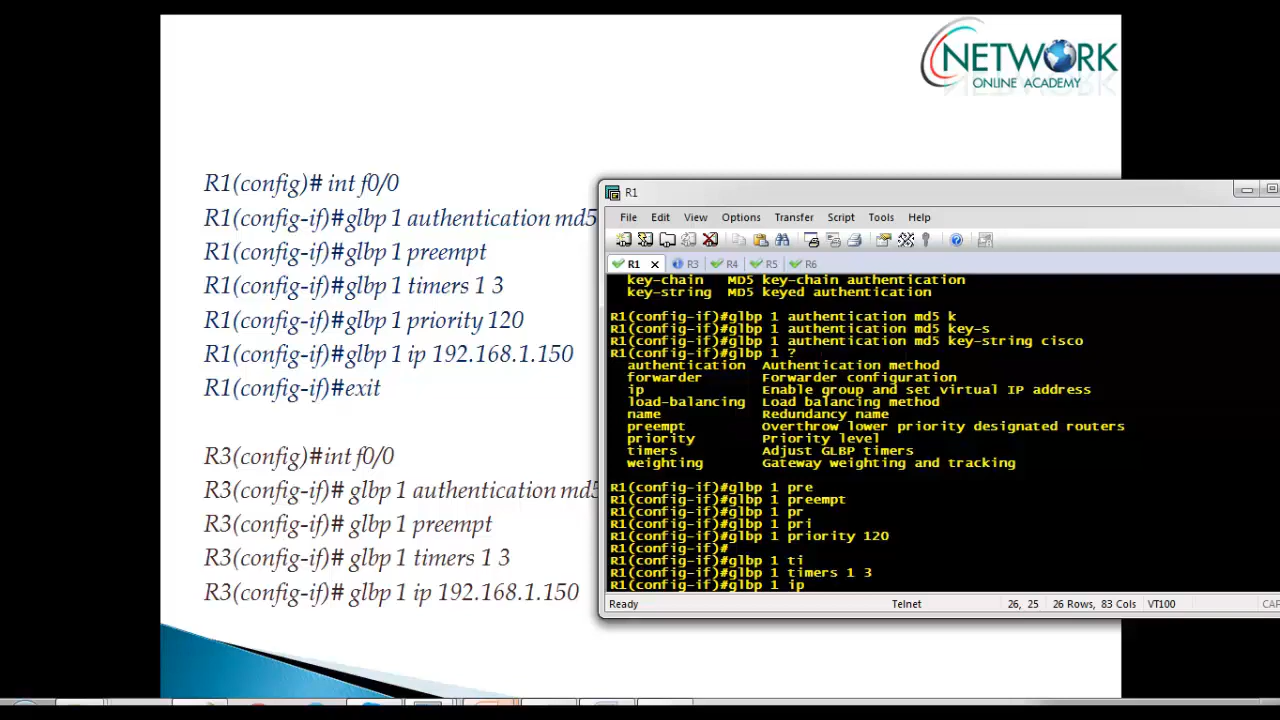 NETWORK
ONLINE ACADEMY
R1(config)# int f0/0
R1(config-if)#glbp 1 authentication md5
R1(config-if)#glbp 1 preempt
R1(config-if)#glbp 1 timers 1 3
R1(config-if)#glbp 1 priority 120
R1(config-if)#glbp 1 ip 192.168.1.150
R1(config-if)#exit
R3(config)#int f0/0
R3(config-if)# glbp 1 authentication md5
R3(config-if)# glbp 1 preempt
R3(config-if)# glbp 1 timers 1 3
R3(config-if)# glbp 1 ip 192.168.1.150
R1
File Edit View Options Transfer Script Tools Help
R1 R3 R4 R5 R6
key-chain MD5 key-chain authentication
key-string MD5 keyed authentication
R1(config-if)#glbp 1 authentication md5 k
R1(config-if)#glbp 1 authentication md5 key-s
R1(config-if)#glbp 1 authentication md5 key-string cisco
R1(config-if)#glbp 1 ?
authentication Authentication method
forwarder Forwarder configuration
ip Enable group and set virtual IP address
load-balancing Load balancing method
name Redundancy name
preempt Overthrow lower priority designated routers
priority Priority level
timers Adjust GLBP timers
weighting Gateway weighting and tracking
R1(config-if)#glbp 1 pre
R1(config-if)#glbp 1 preempt
R1(config-if)#glbp 1 pr
R1(config-if)#glbp 1 pri
R1(config-if)#glbp 1 priority 120
R1(config-if)#
R1(config-if)#glbp 1 ti
R1(config-if)#glbp 1 timers 1 3
R1(config-if)#glbp 1 ip
Ready Telnet 26, 25 26 Rows, 83 Cols VT100 CAP